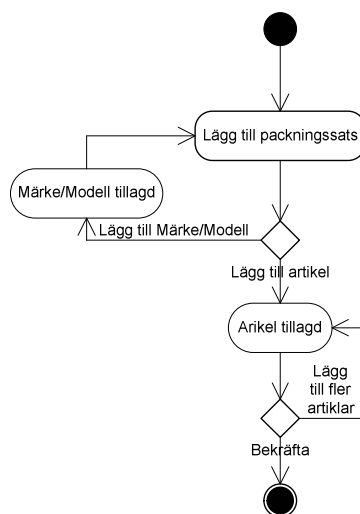 Lägg till packningssats
Märke/Modell tillagd
Lägg till Märke/Modell
Lägg till artikel
Arikel tillagd
Lägg
till fler
artiklar
Bekräfta